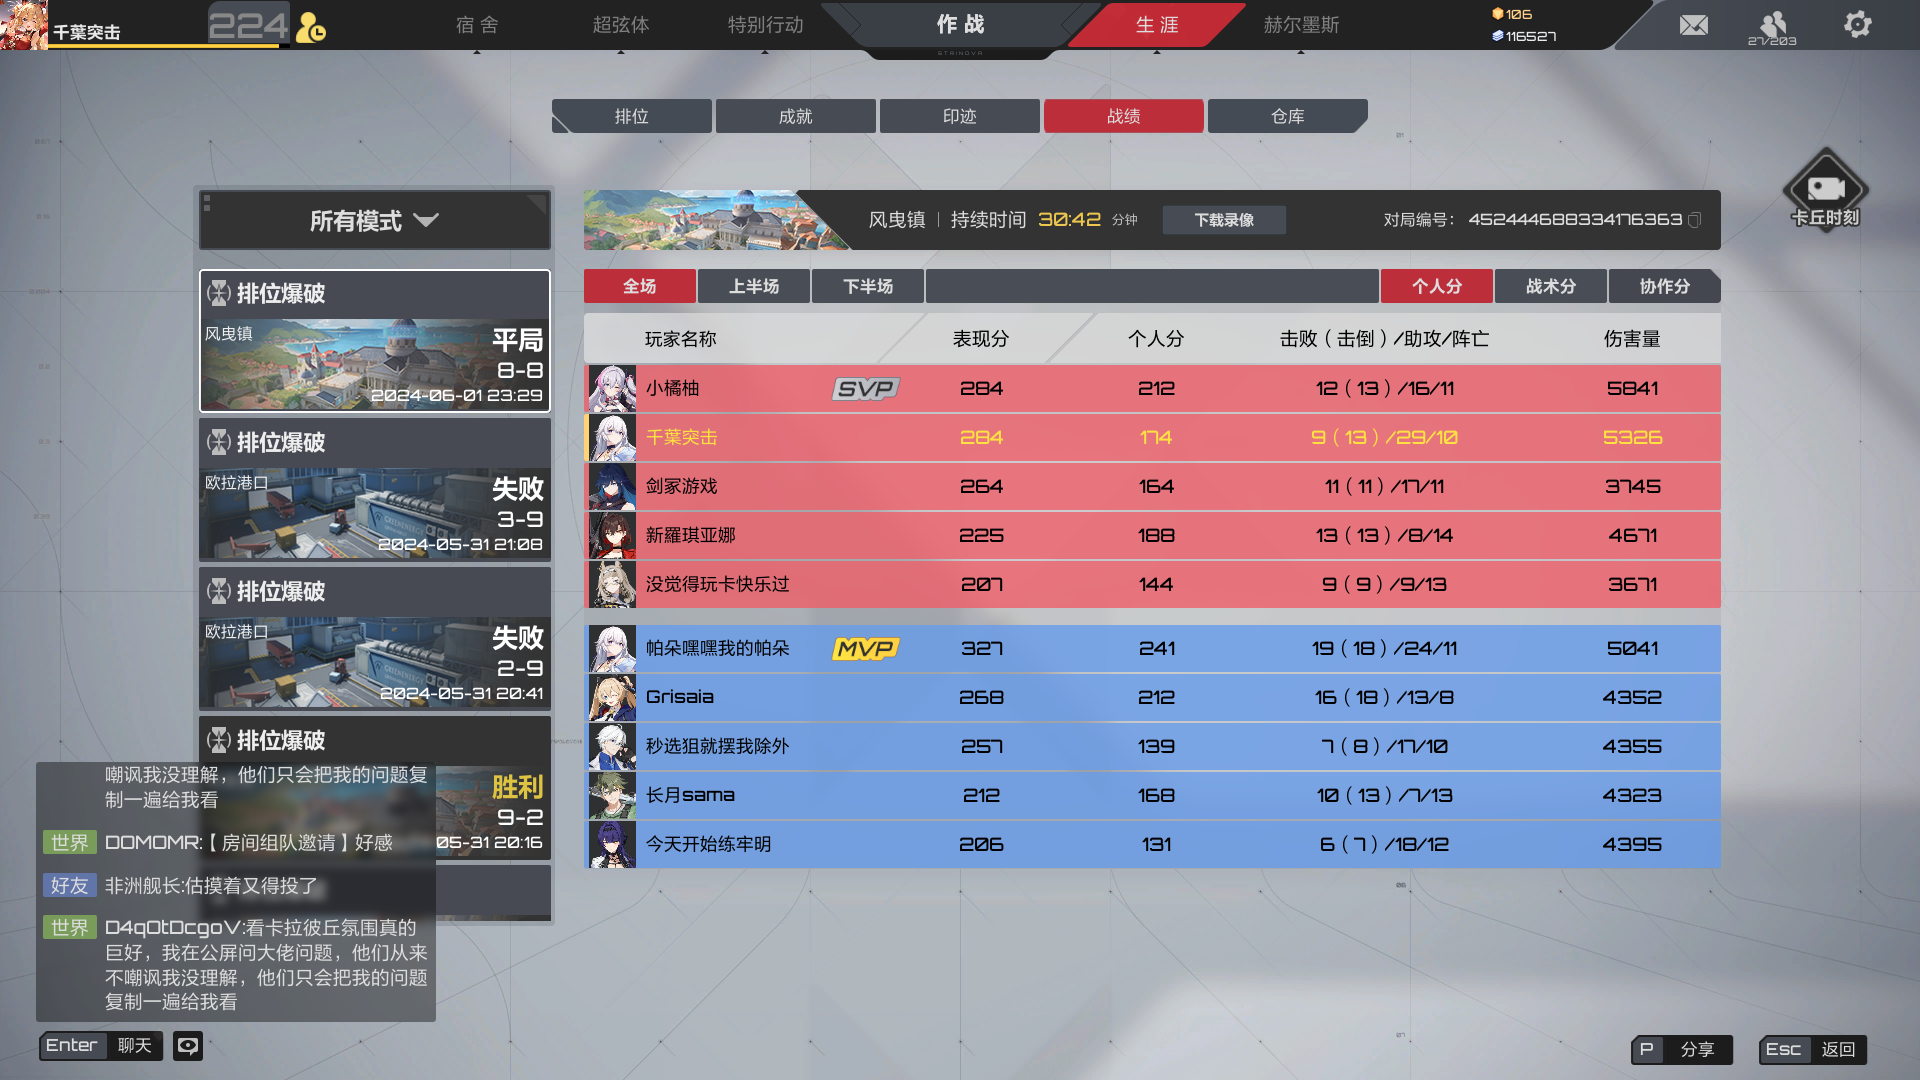 千葉突击
224
宿舍
超弦体
特别行动
作战
STRINOVA
生涯
赫尔墨斯
106
116527
27/203
排位
成就
印迹
战绩
仓库
卡丘时刻
所有模式
风曳镇
持续时间 30:42 分钟
下载录像
对局编号： 452444688334176363
全场
上半场
下半场
个人分
战术分
协作分
玩家名称 表现分 个人分 击败（击倒）/助攻/阵亡 伤害量
小橘柚 SVP 284 212 12（13）/16/11 5841
千葉突击 284 174 9（13）/29/10 5326
剑冢游戏 264 164 11（11）/17/11 3745
新羅琪亚娜 225 188 13（13）/8/14 4671
没觉得玩卡快乐过 207 144 9（9）/9/13 3671
帕朵嘿嘿我的帕朵 MVP 327 241 19（18）/24/11 5041
Grisaia 268 212 16（18）/13/8 4352
秒选狙就摆我除外 257 139 7（8）/17/10 4355
长月sama 212 168 10（13）/7/13 4323
今天开始练牢明 206 131 6（7）/18/12 4395
排位爆破
风曳镇
平局
8-8
2024-06-01 23:29
排位爆破
欧拉港口
失败
3-9
2024-05-31 21:08
排位爆破
欧拉港口
失败
2-9
2024-05-31 20:41
排位爆破
胜利
9-2
05-31 20:16
嘲讽我没理解，他们只会把我的问题复
制一遍给我看
世界 DOMOMR:【房间组队邀请】好感
好友 非洲舰长:估摸着又得投了
世界 D4qOtDcgoV:看卡拉彼丘氛围真的
巨好，我在公屏问大佬问题，他们从来
不嘲讽我没理解，他们只会把我的问题
复制一遍给我看
Enter 聊天
P 分享
Esc 返回